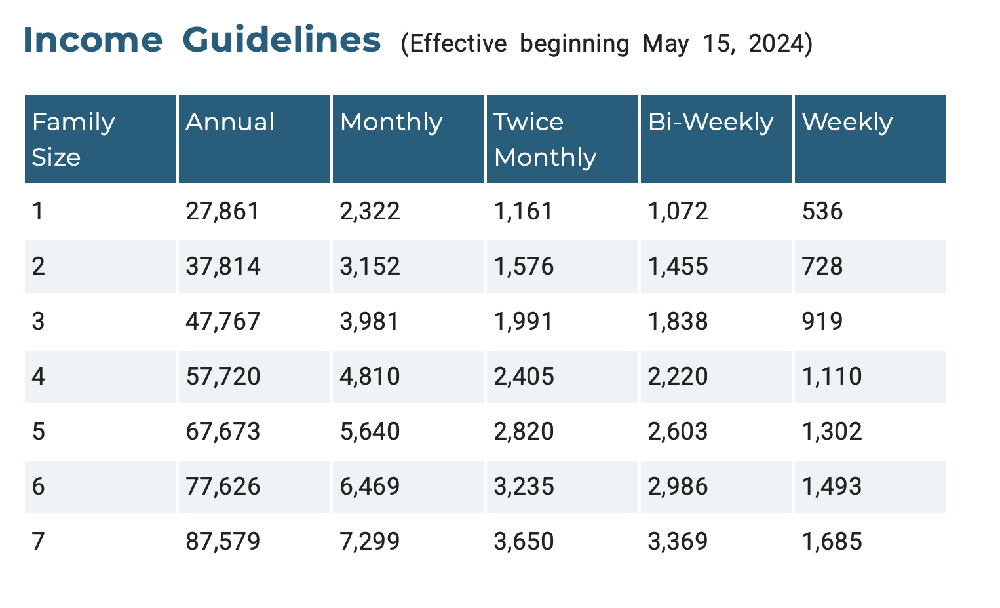 Income Guidelines (Effective beginning May 15, 2024)
Family Size Annual Monthly Twice Monthly Bi-Weekly Weekly
1 27,861 2,322 1,161 1,072 536
2 37,814 3,152 1,576 1,455 728
3 47,767 3,981 1,991 1,838 919
4 57,720 4,810 2,405 2,220 1,110
5 67,673 5,640 2,820 2,603 1,302
6 77,626 6,469 3,235 2,986 1,493
7 87,579 7,299 3,650 3,369 1,685